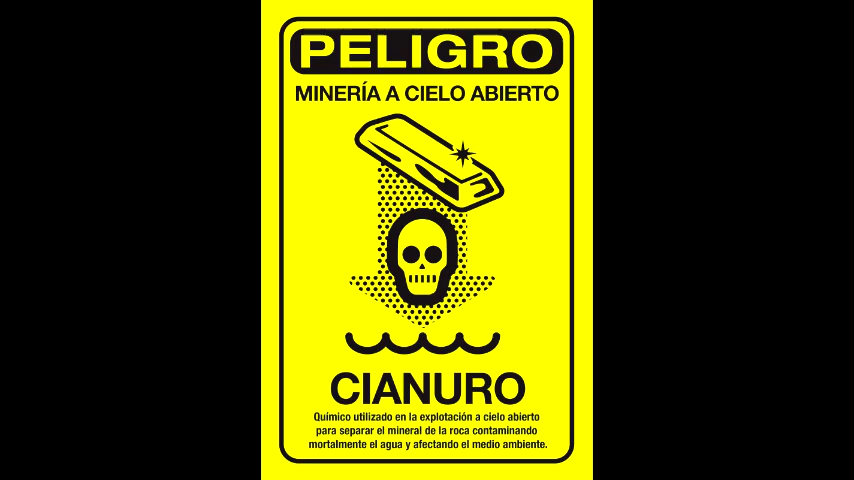 PELIGRO
MINERÍA A CIELO ABIERTO
CIANURO
Químico utilizado en la explotación a cielo abierto
para separar el mineral de la roca contaminando
mortalmente el agua y afectando el medio ambiente.